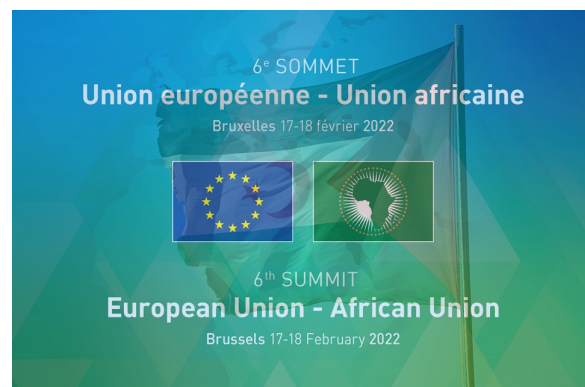 6e SOMMET
Union européenne - Union africaine
Bruxelles 17-18 février 2022
6th SUMMIT
European Union - African Union
Brussels 17-18 February 2022